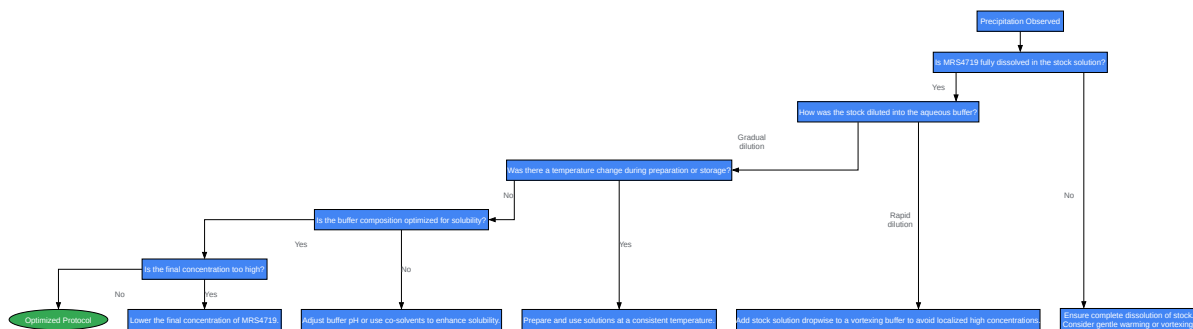 Precipitation Observed
Is MRS4719 fully dissolved in the stock solution?
Yes
How was the stock diluted into the aqueous buffer?
Gradual
dilution
Was there a temperature change during preparation or storage?
No
No
Rapid
dilution
Is the buffer composition optimized for solubility?
Yes
Yes
No
Is the final concentration too high?
No
Yes
Optimized Protocol
Lower the final concentration of MRS4719.
Adjust buffer pH or use co-solvents to enhance solubility.
Prepare and use solutions at a consistent temperature.
Add stock solution dropwise to a vortexing buffer to avoid localized high concentrations.
Ensure complete dissolution of stock.
Consider gentle warming or